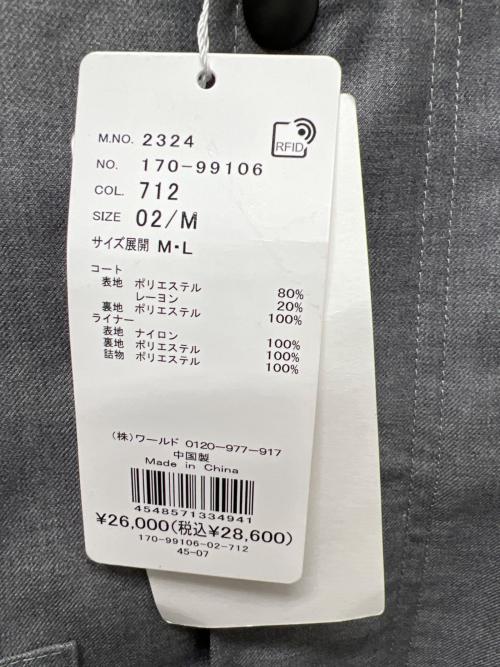 RFID
M.NO. 2324
NO. 170-99106
COL. 712
SIZE 02/M
サイズ展開 M・L
コート
表地 ポリエステル 80%
レーヨン 20%
裏地 ポリエステル 100%
ライナー
表地 ナイロン 100%
裏地 ポリエステル 100%
詰物 ポリエステル 100%
(株)ワールド 0120-977-917
中国製
Made in China
4548571334941
¥26,000(税込¥28,600)
170-99106-02-712
45-07